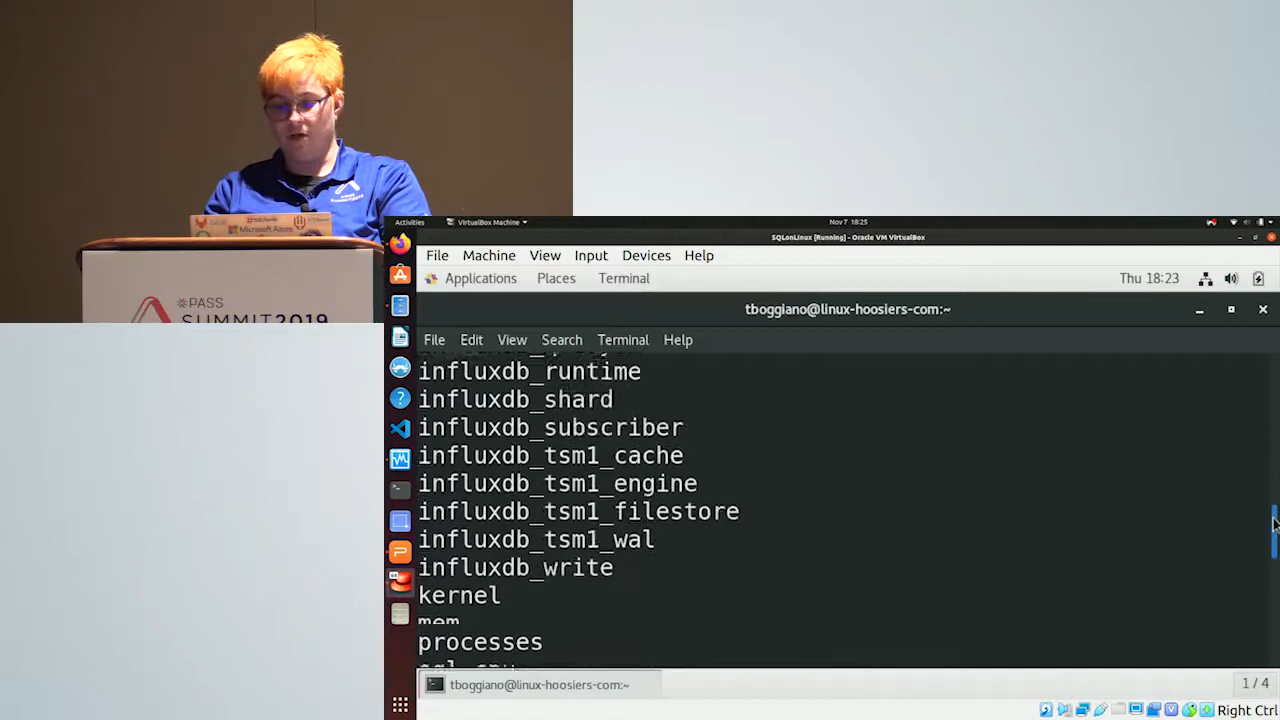 Microsoft Azure
PASS
SUMMIT 2019
Activities
VirtualBox Machine
Nov 7 18:25
SQLonLinux [Running] - Oracle VM VirtualBox
File Machine View Input Devices Help
Applications Places Terminal Thu 18:23
tboggiano@linux-hoosiers-com:~
File Edit View Search Terminal Help
influxdb_runtime
influxdb_shard
influxdb_subscriber
influxdb_tsm1_cache
influxdb_tsm1_engine
influxdb_tsm1_filestore
influxdb_tsm1_wal
influxdb_write
kernel
mem
processes
tboggiano@linux-hoosiers-com:~
1 / 4
Right Ctrl